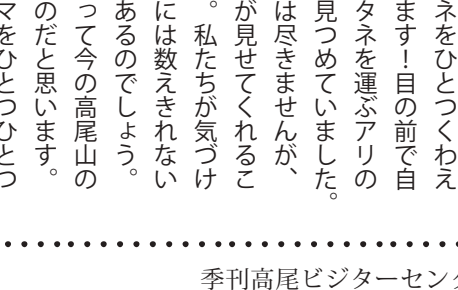 ネをひとつくわえ
ます！目の前で自
タネを運ぶアリの
見つめていました。
は尽きませんが、
が見せてくれるこ
。私たちが気づけ
には数えきれない
あるのでしょう。
って今の高尾山の
のだと思います。
マをひとつひとつ
季刊高尾ビジターセンタ